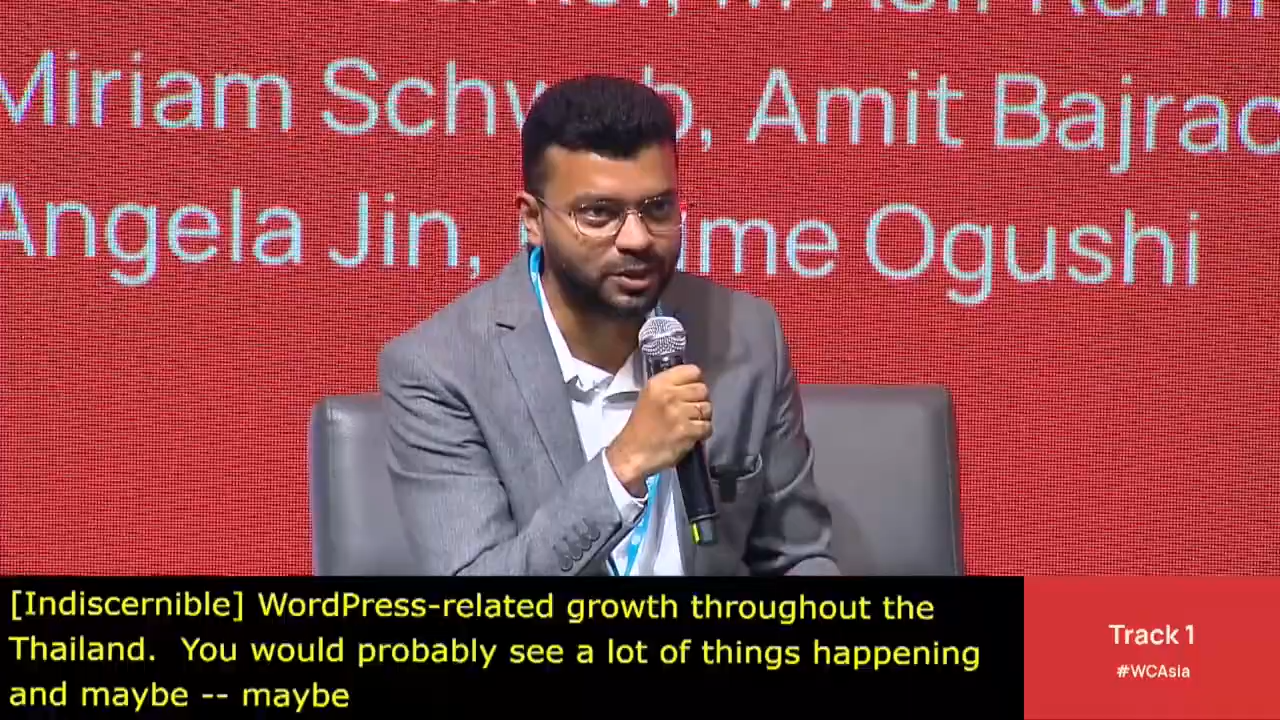 Miriam Schwab, Amit Bajrac
Angela Jin, ime Ogushi
[Indiscernible] WordPress-related growth throughout the
Thailand.  You would probably see a lot of things happening
and maybe -- maybe
Track 1
#WCAsia